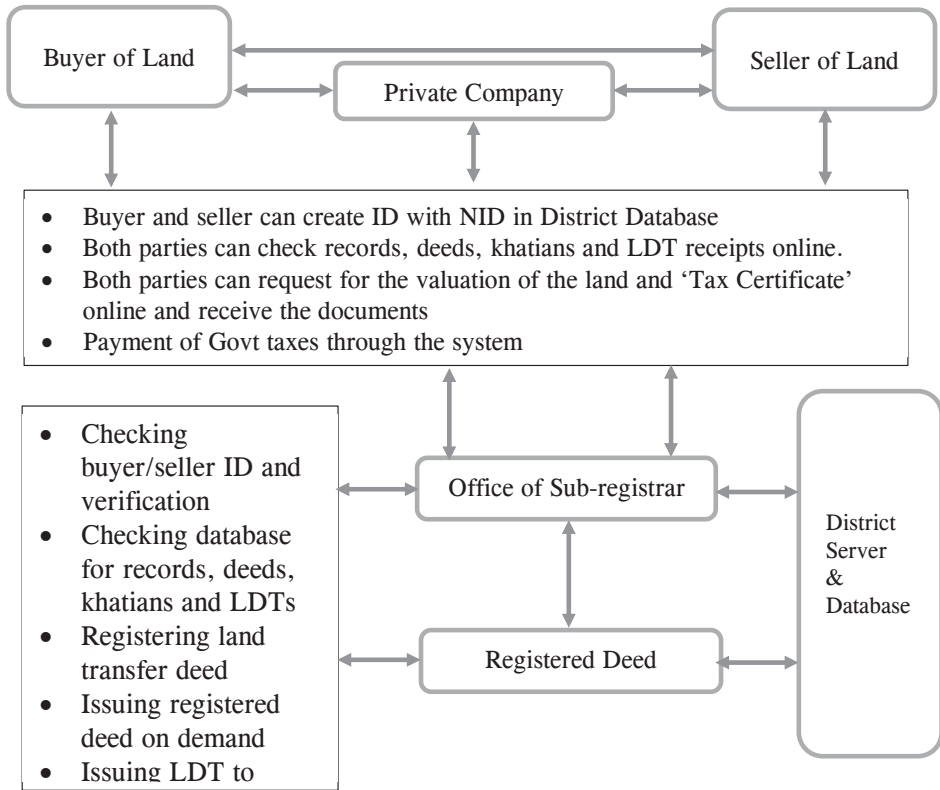 Buyer of Land
Seller of Land
Private Company
• Buyer and seller can create ID with NID in District Database
• Both parties can check records, deeds, khatians and LDT receipts online.
• Both parties can request for the valuation of the land and ‘Tax Certificate’
online and receive the documents
• Payment of Govt taxes through the system
• Checking
buyer/seller ID and
verification
• Checking database
for records, deeds,
khatians and LDTs
• Registering land
transfer deed
• Issuing registered
deed on demand
• Issuing LDT to
Office of Sub-registrar
Registered Deed
District
Server
&
Database